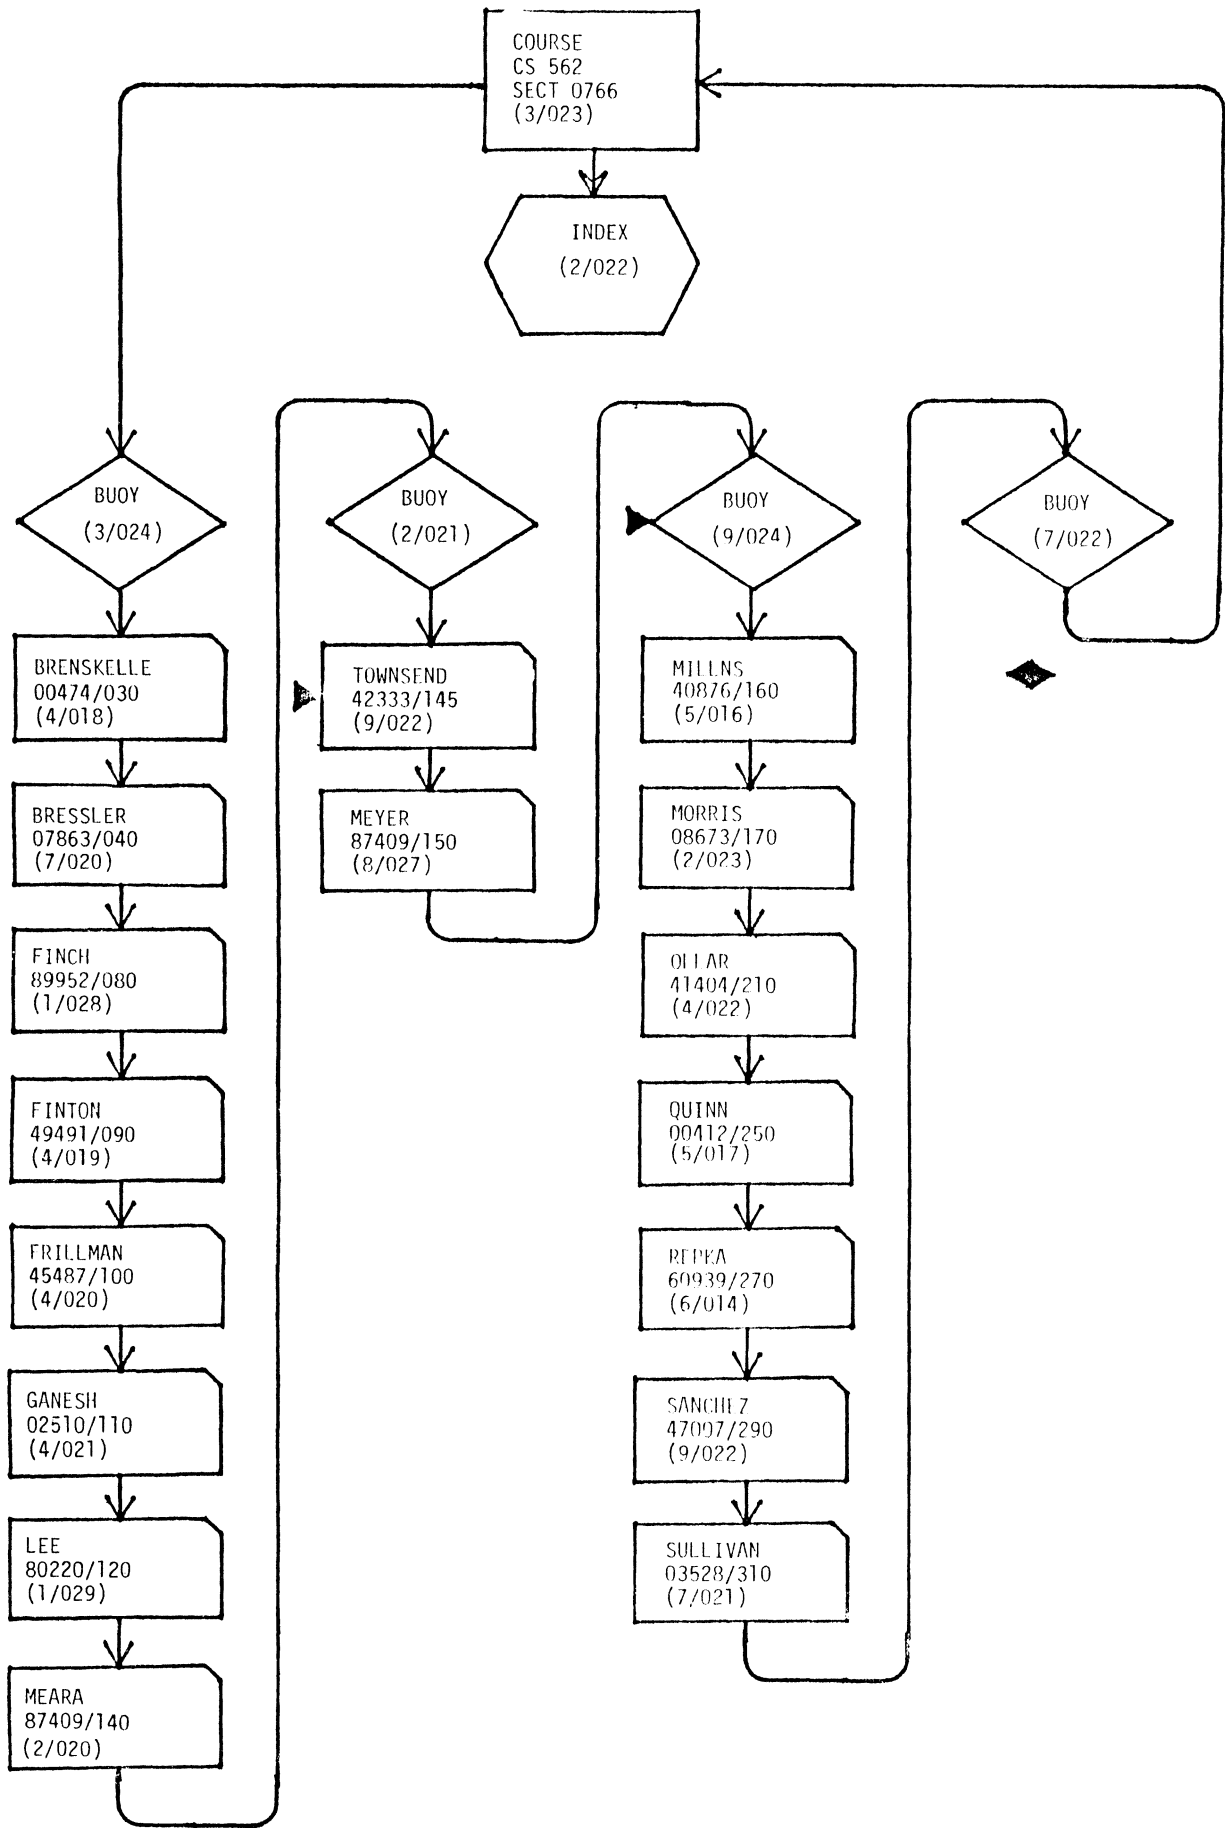 COURSE
CS 562
SECT 0766
(3/023)
INDEX
(2/022)
BUOY
(3/024)
BRENSKELLE
00474/030
(4/018)
BRESSLER
07863/040
(7/020)
FINCH
89952/080
(1/028)
FINTON
49491/090
(4/019)
FRILLMAN
45487/100
(4/020)
GANESH
02510/110
(4/021)
LEE
80220/120
(1/029)
MEARA
87409/140
(2/020)
BUOY
(2/021)
TOWNSEND
42333/145
(9/022)
MEYER
87409/150
(8/027)
BUOY
(9/024)
MILLNS
40876/160
(5/016)
MORRIS
08673/170
(2/023)
OLLAR
41404/210
(4/022)
QUINN
00412/250
(5/017)
REPKA
60939/270
(6/014)
SANCHEZ
47007/290
(9/022)
SULLIVAN
03528/310
(7/021)
BUOY
(7/022)